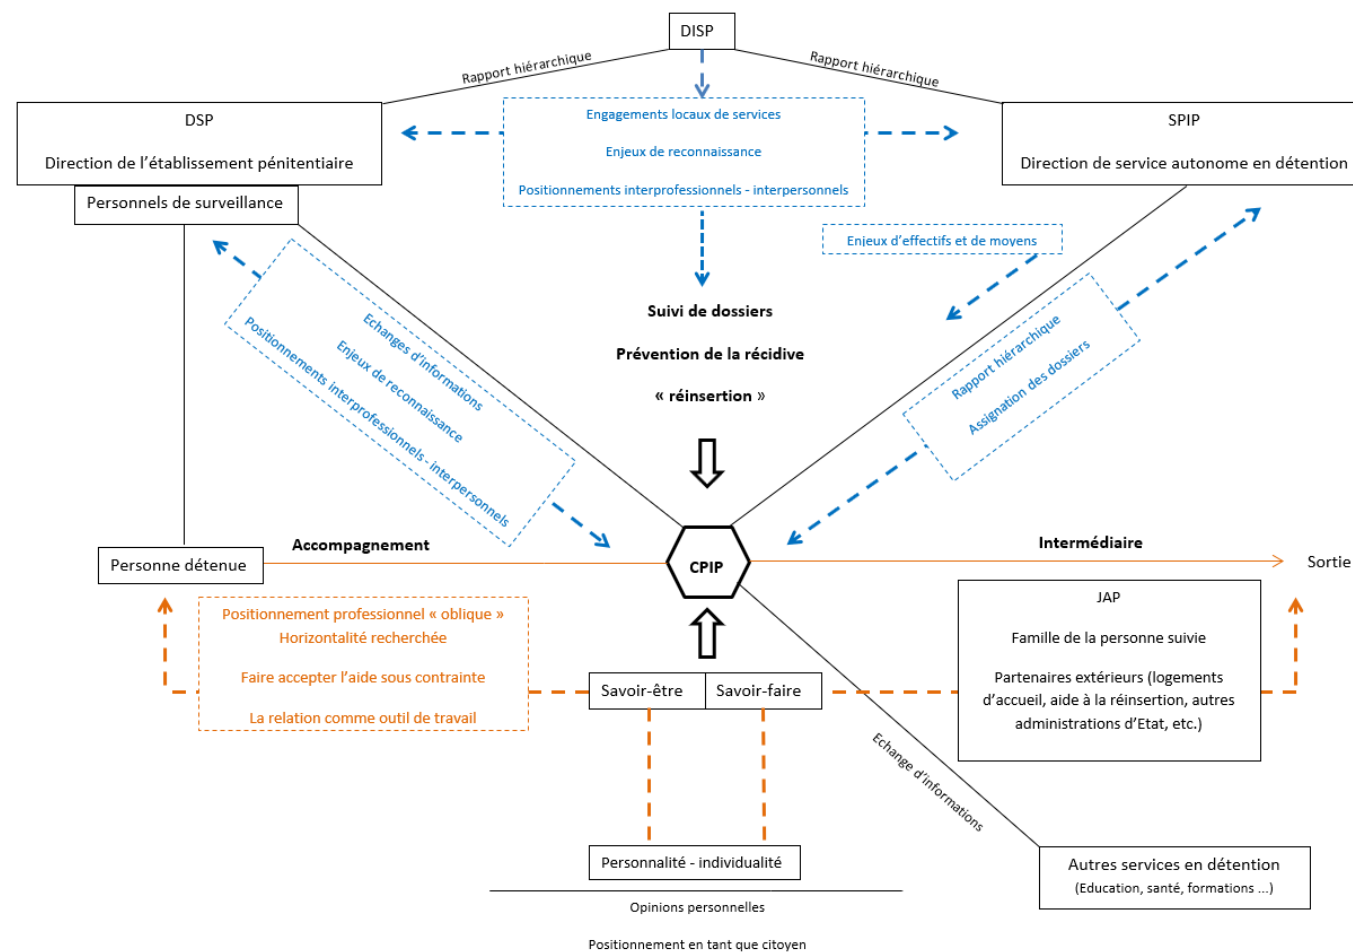 DISP
Rapport hiérarchique
Rapport hiérarchique
DSP
Direction de l'établissement pénitentiaire
Personnels de surveillance
Engagements locaux de services
Enjeux de reconnaissance
Positionnements interprofessionnels - interpersonnels
SPIP
Direction de service autonome en détention
Enjeux d'effectifs et de moyens
Echanges d'informations
Enjeux de reconnaissance
Positionnements interprofessionnels - interpersonnels
Suivi de dossiers
Prévention de la récidive
« réinsertion »
Rapport hiérarchique
Assignation des dossiers
Personne détenue
Accompagnement
CPIP
Intermédiaire
Sortie
Positionnement professionnel « oblique »
Horizontalité recherchée
Faire accepter l'aide sous contrainte
La relation comme outil de travail
Savoir-être
Savoir-faire
JAP
Famille de la personne suivie
Partenaires extérieurs (logements
d'accueil, aide à la réinsertion, autres
administrations d'Etat, etc.)
Echange d'informations
Personnalité - individualité
Opinions personnelles
Positionnement en tant que citoyen
Autres services en détention
(Education, santé, formations ...)